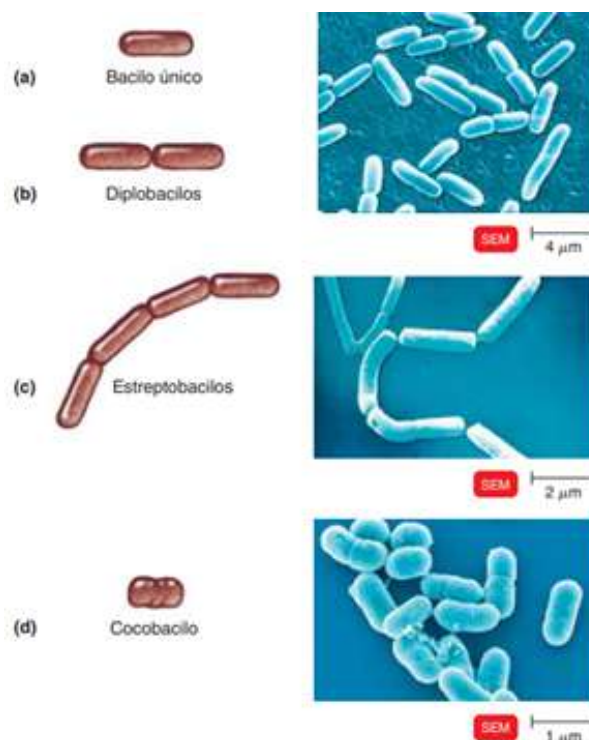 (a)
Bacilo único
(b)
Diplobacilos
SEM
4 μm
(c)
Estreptobacilos
SEM
2 μm
(d)
Cocobacilo
SEM
1 μm